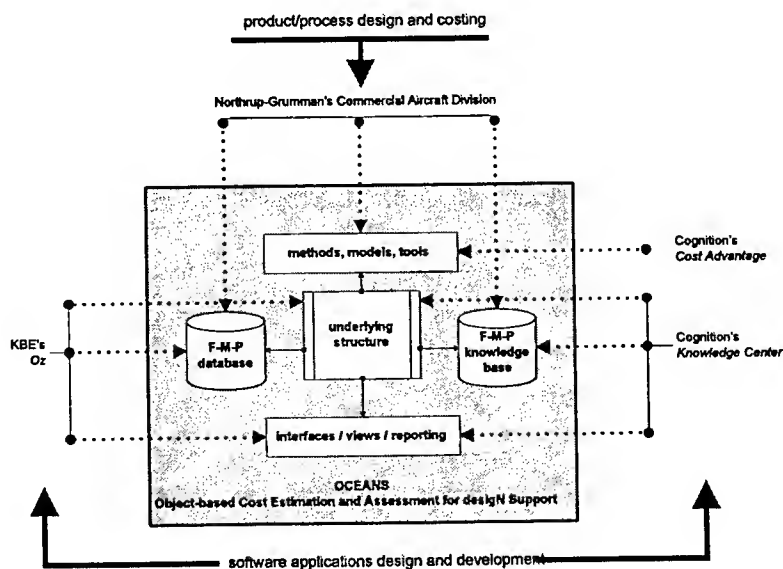 product/process design and costing
Northrup-Grumman's Commercial Aircraft Division
methods, models, tools
Cognition's
Cost Advantage
KBE's
Oz
F-M-P
database
underlying
structure
F-M-P
knowledge
base
Cognition's
Knowledge Center
interfaces / views / reporting
OCEANS
Object-based Cost Estimation and Assessment for desigN Support
software applications design and development